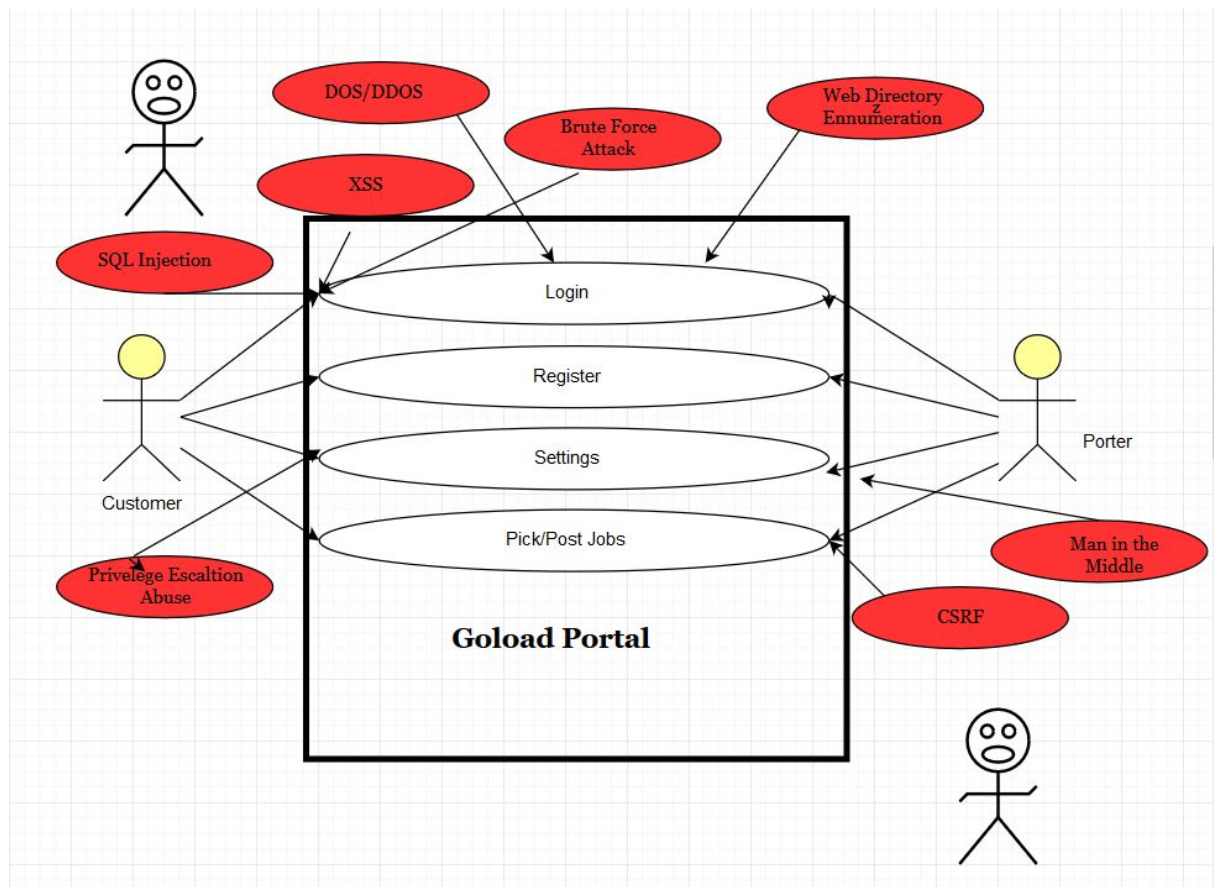 DOS/DDOS
Web Directory
z
Ennumeration
Brute Force
Attack
XSS
SQL Injection
Login
Register
Settings
Pick/Post Jobs
Customer
Porter
Privelege Escaltion
Abuse
Man in the
Middle
CSRF
Goload Portal